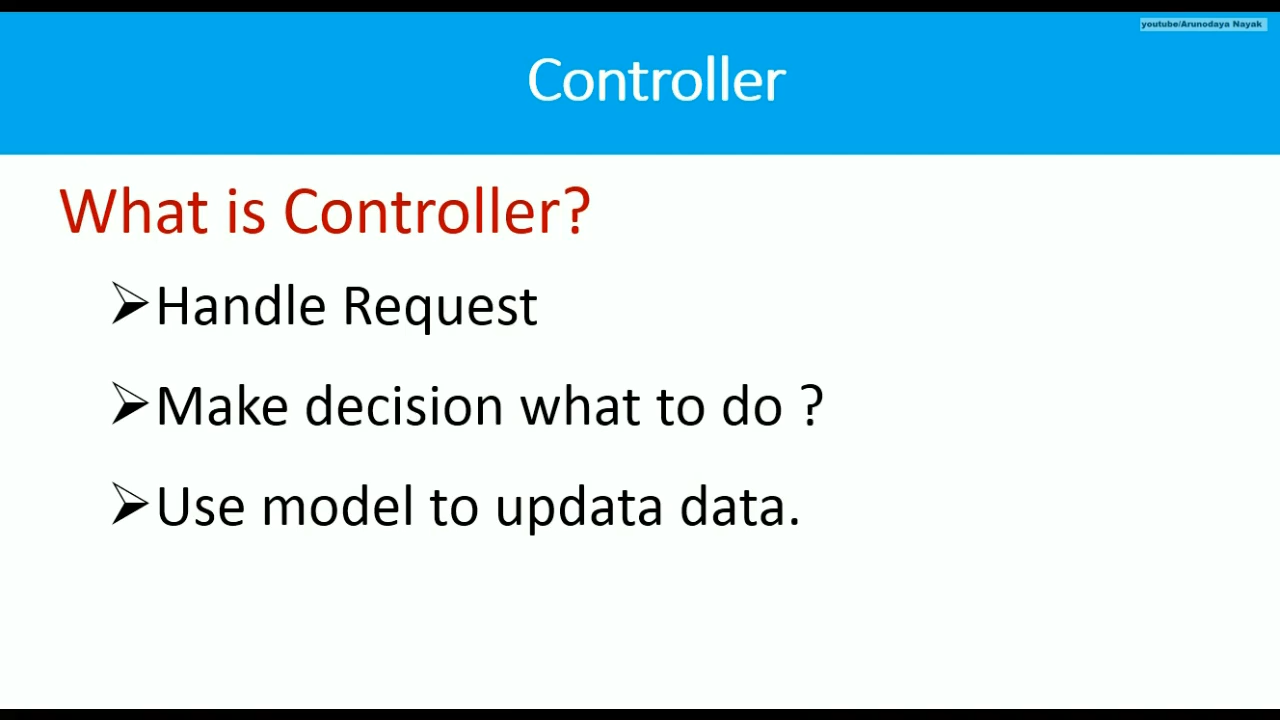 youtube/Arunodaya Nayak
Controller
What is Controller?
Handle Request
Make decision what to do ?
Use model to updata data.